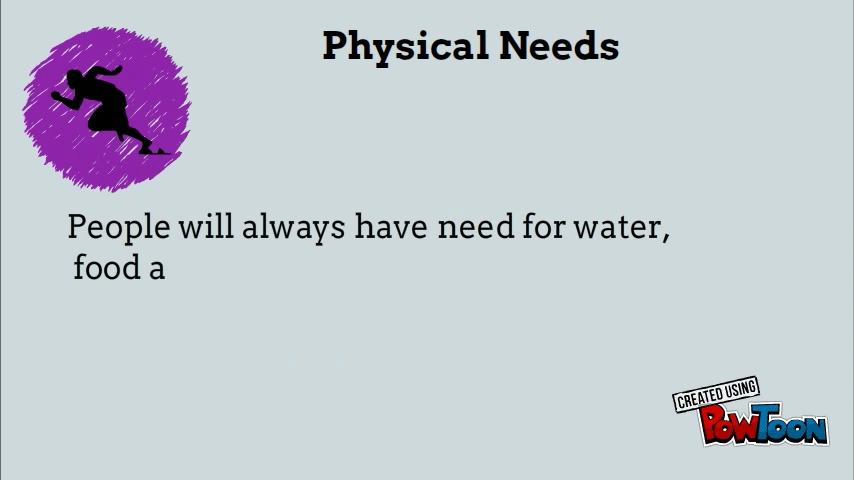 Physical Needs
People will always have need for water,
food a
CREATED USING
POWTOON